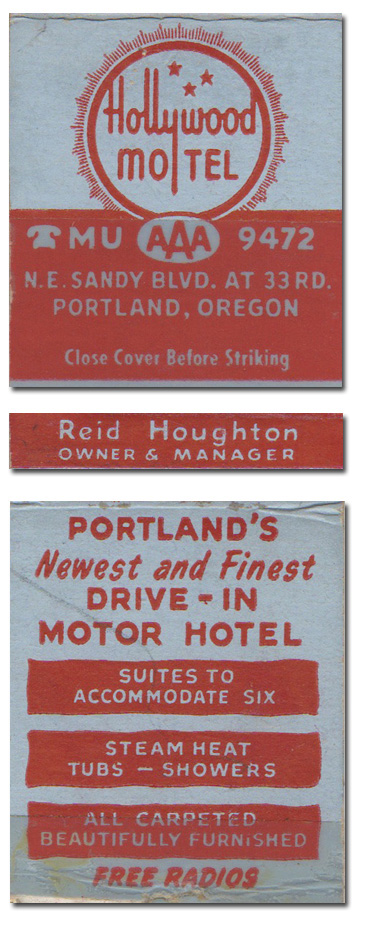 Hollywood
MOTEL
MU AAA 9472
N.E. SANDY BLVD. AT 33RD.
PORTLAND, OREGON
Close Cover Before Striking
Reid Houghton
OWNER & MANAGER
PORTLAND'S
Newest and Finest
DRIVE-IN
MOTOR HOTEL
SUITES TO
ACCOMMODATE SIX
STEAM HEAT
TUBS - SHOWERS
ALL CARPETED
BEAUTIFULLY FURNiSHED
FREE RADIOS